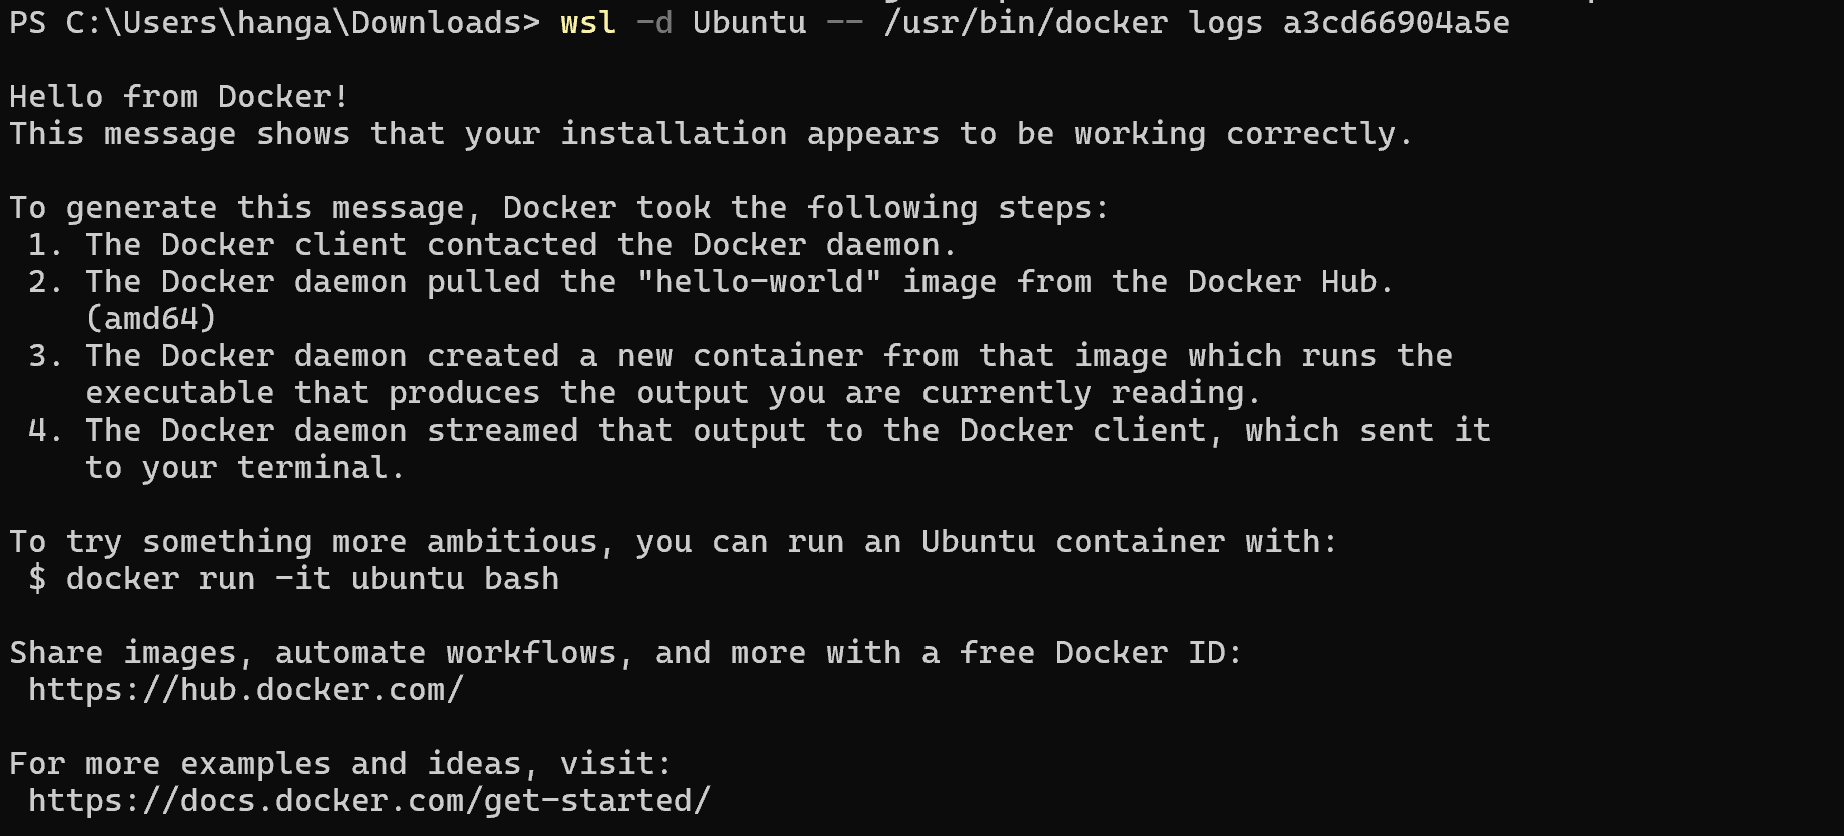 PS C:\Users\hanga\Downloads> wsl -d Ubuntu -- /usr/bin/docker logs a3cd66904a5e

Hello from Docker!
This message shows that your installation appears to be working correctly.

To generate this message, Docker took the following steps:
 1. The Docker client contacted the Docker daemon.
 2. The Docker daemon pulled the "hello-world" image from the Docker Hub.
    (amd64)
 3. The Docker daemon created a new container from that image which runs the
    executable that produces the output you are currently reading.
 4. The Docker daemon streamed that output to the Docker client, which sent it
    to your terminal.

To try something more ambitious, you can run an Ubuntu container with:
 $ docker run -it ubuntu bash

Share images, automate workflows, and more with a free Docker ID:
 https://hub.docker.com/

For more examples and ideas, visit:
 https://docs.docker.com/get-started/